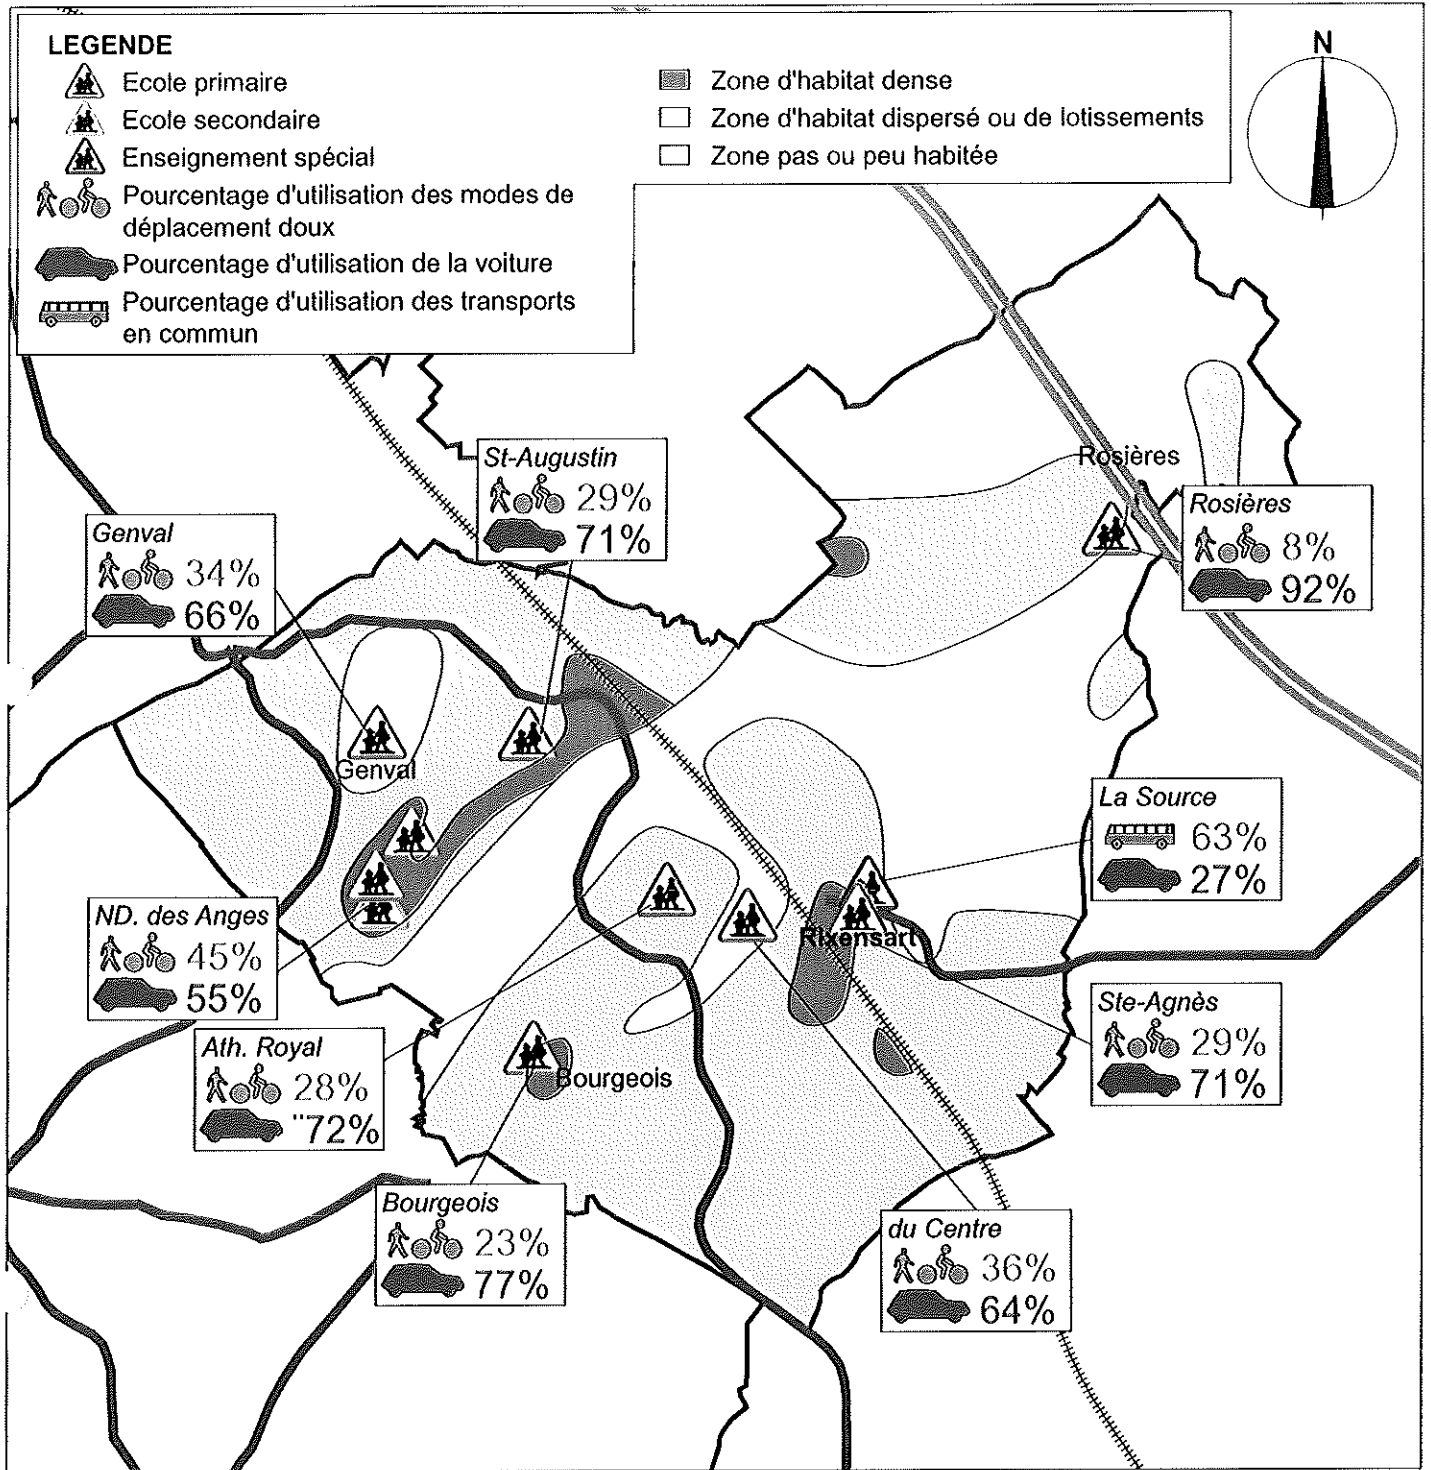 LEGENDE
Ecole primaire
Ecole secondaire
Enseignement spécial
Pourcentage d'utilisation des modes de
déplacement doux
Pourcentage d'utilisation de la voiture
Pourcentage d'utilisation des transports
en commun
Zone d'habitat dense
Zone d'habitat dispersé ou de lotissements
Zone pas ou peu habitée
N
St-Augustin
29%
71%
Genval
34%
66%
Rosières
Rosières
8%
92%
Genval
La Source
63%
27%
ND. des Anges
45%
55%
Rixensart
Ste-Agnès
29%
71%
Ath. Royal
28%
72%
Bourgeois
Bourgeois
23%
77%
du Centre
36%
64%